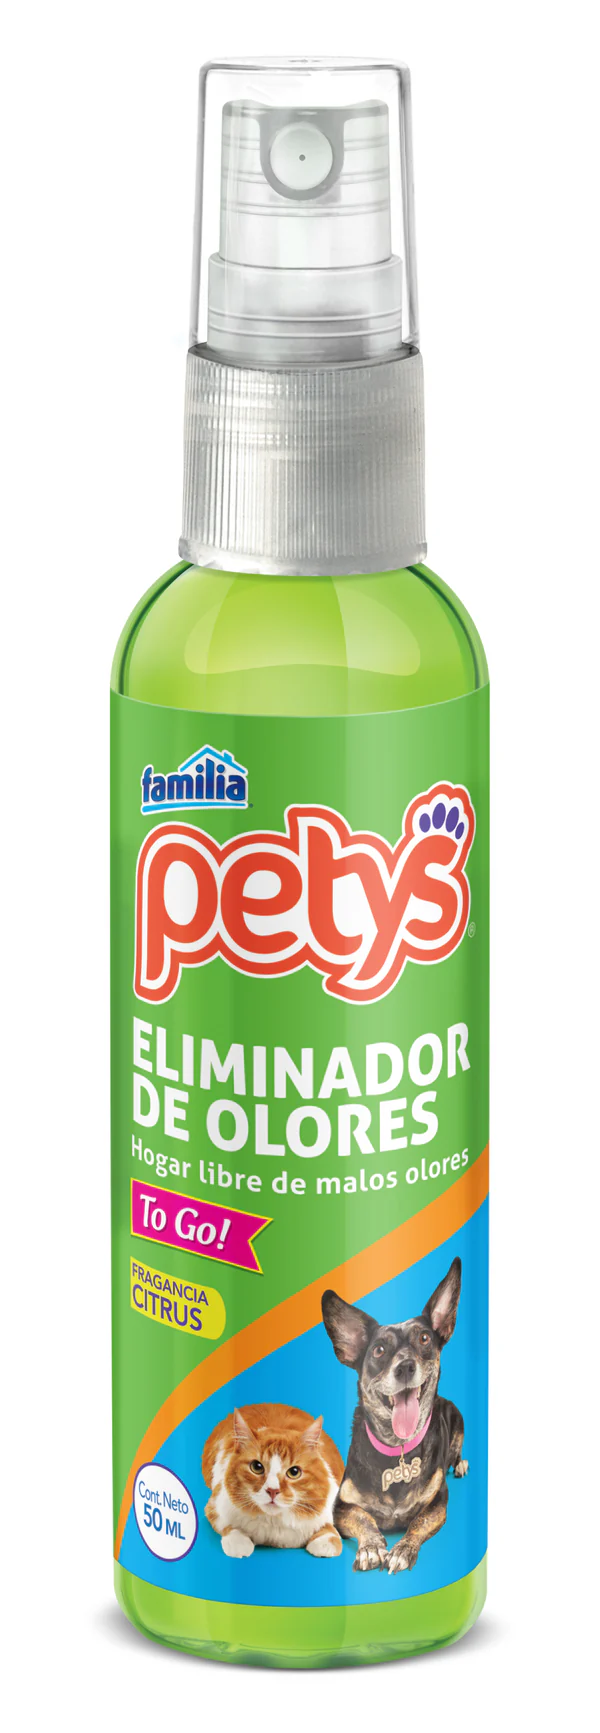 familia
petys®
ELIMINADOR
DE OLORES
Hogar libre de malos olores
To Go!
FRAGANCIA
CITRUS
petys
Cont. Neto
50 ML